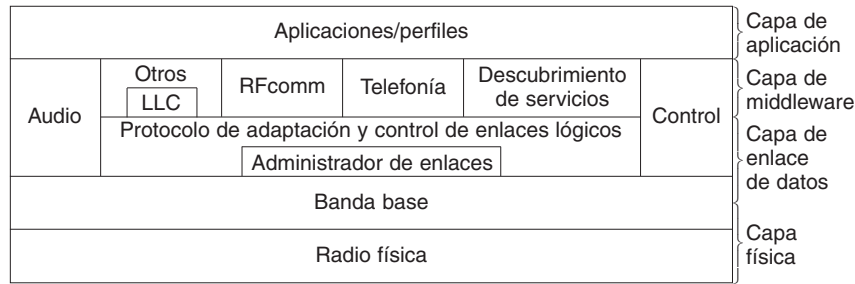 Aplicaciones/perfiles
Capa de
aplicación
Audio
Otros
LLC
RFcomm
Telefonía
Descubrimiento
de servicios
Control
Capa de
middleware
Protocolo de adaptación y control de enlaces lógicos
Administrador de enlaces
Capa de
enlace
de datos
Banda base
Radio física
Capa
física